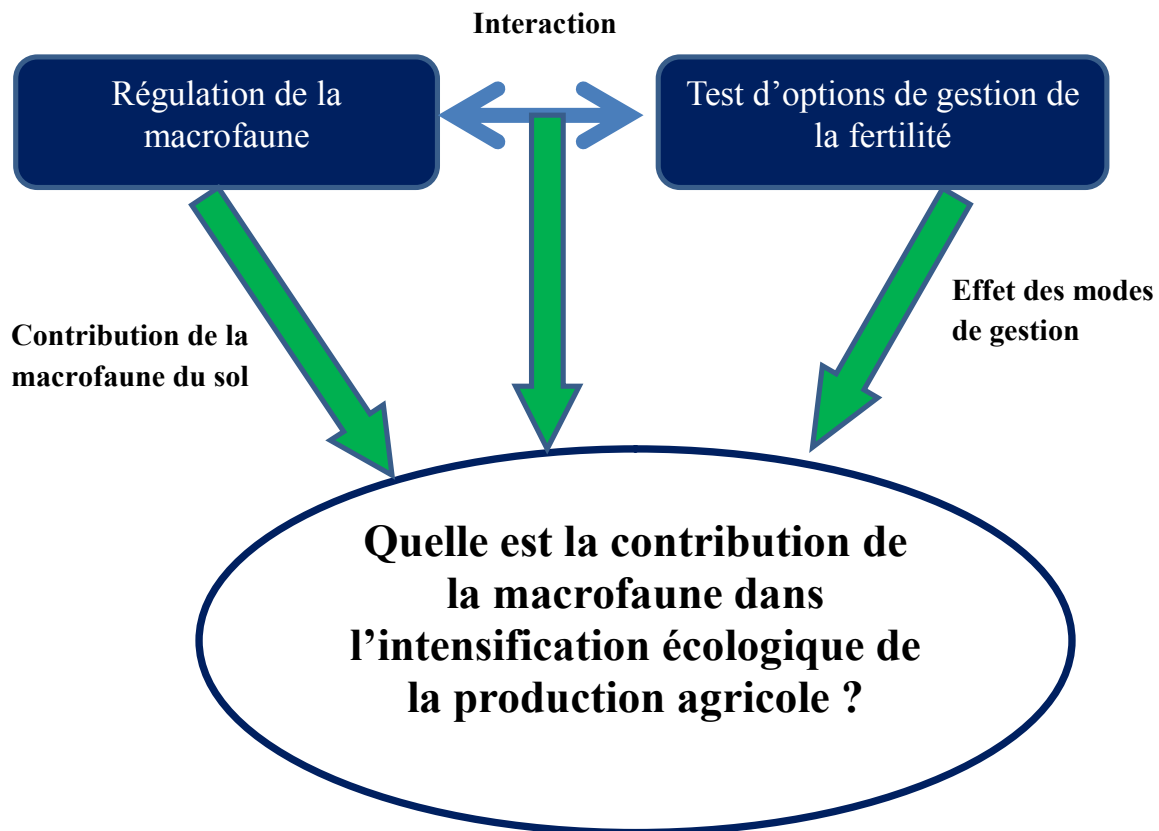 Interaction
Régulation de la
macrofaune
Test d’options de gestion de
la fertilité
Contribution de la
macrofaune du sol
Effet des modes
de gestion
Quelle est la contribution de
la macrofaune dans
l’intensification écologique de
la production agricole ?